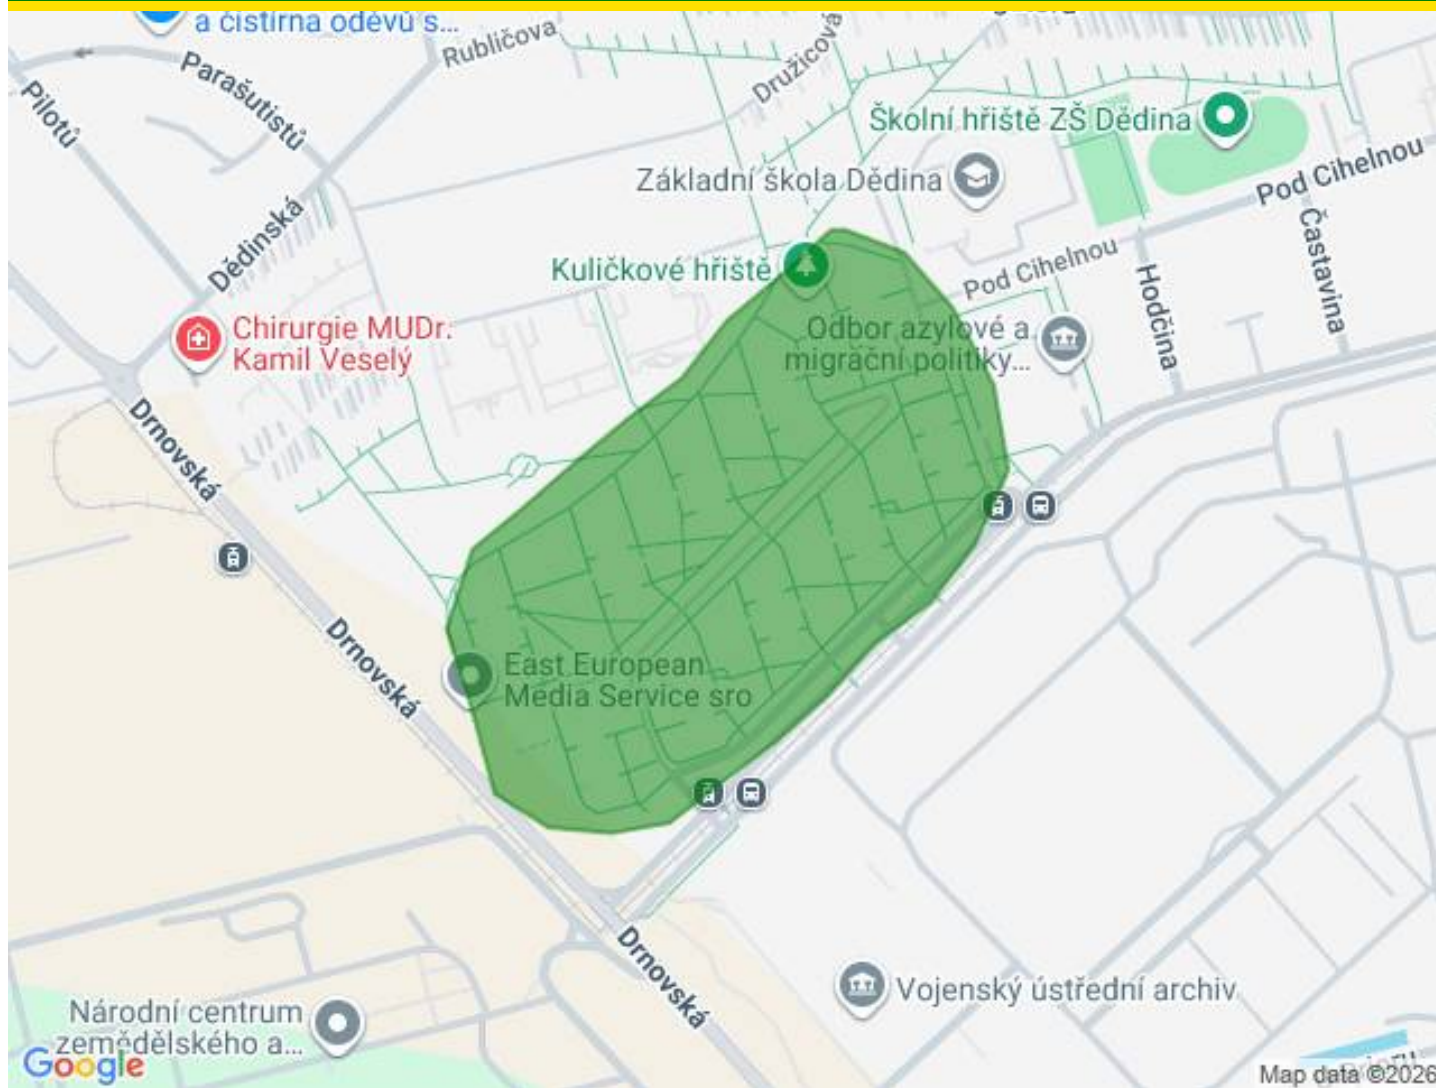 a čistírna oděvů s...
Rubličova
Družicová
Parašutistů
Pilotů
Školní hřiště ZŠ Dědina
Základní škola Dědina
Pod Cihelnou
Častavina
Dědinská
Kuličkové hřiště
Pod Cihelnou
Hodčina
Chirurgie MUDr.
Kamil Veselý
Odbor azylové a
migrační politiky...
Drnovská
Drnovská
East European
Media Service sro
Drnovská
Vojenský ústřední archiv
Národní centrum
zemědělského a...
Google
Map data ©2026